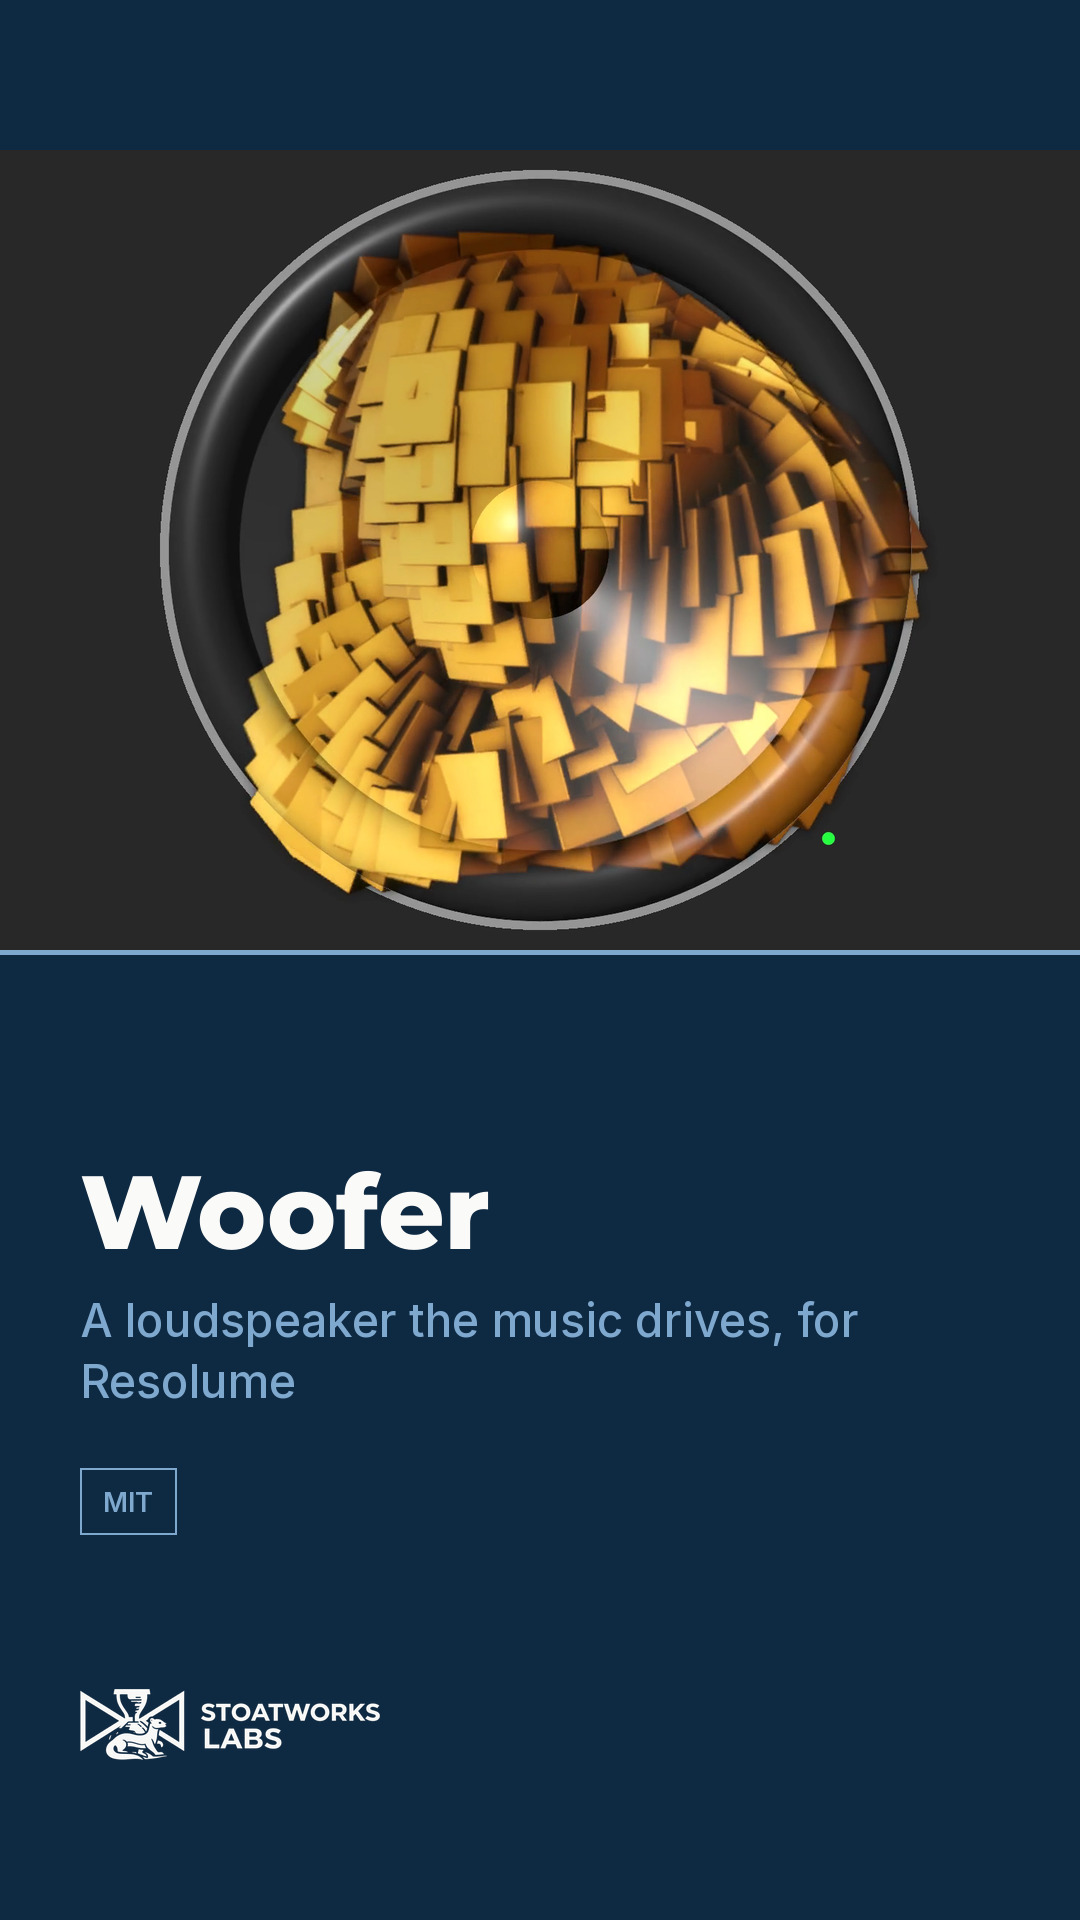 Woofer
A loudspeaker the music drives, for
Resolume
MIT
STOATWORKS
LABS